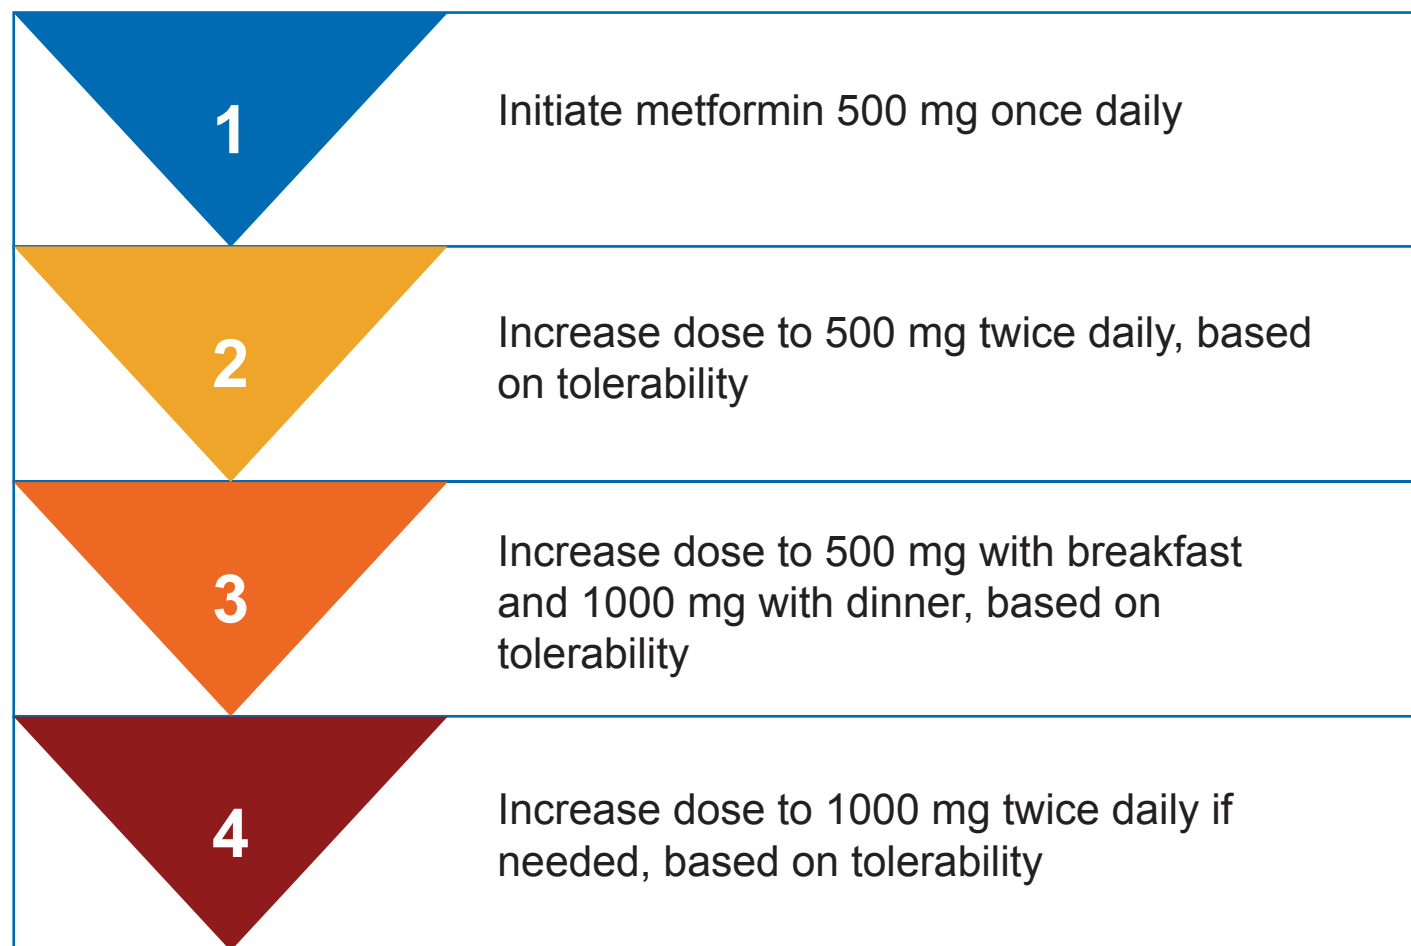 1
Initiate metformin 500 mg once daily
2
Increase dose to 500 mg twice daily, based
on tolerability
3
Increase dose to 500 mg with breakfast
and 1000 mg with dinner, based on
tolerability
4
Increase dose to 1000 mg twice daily if
needed, based on tolerability